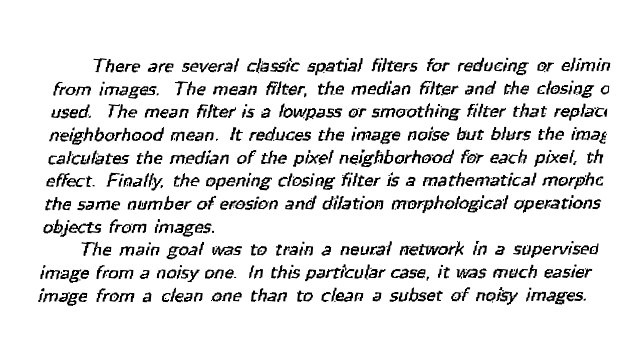 There are several classic spatial filters for reducing or elimin
from images. The mean filter, the median filter and the closing o
used. The mean filter is a lowpass or smoothing filter that replac
neighborhood mean. It reduces the image noise but blurs the imag
calculates the median of the pixel neighborhood for each pixel, th
effect. Finally, the opening closing filter is a mathematical morpho
the same number of erosion and dilation morphological operations
objects from images.
The main goal was to train a neural network in a supervised
image from a noisy one. In this particular case, it was much easier
image from a clean one than to clean a subset of noisy images.